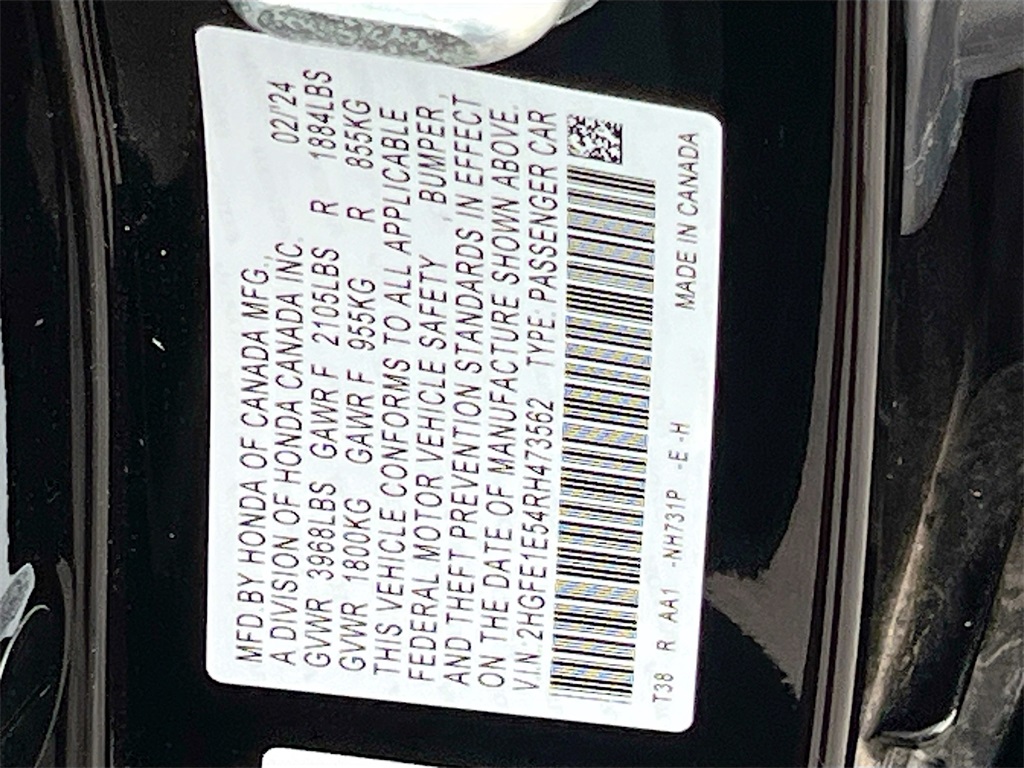 MFD.BY HONDA OF CANADA MFG.,
A DIVISION OF HONDA CANADA INC. 02/'24
GVWR 3968LBS GAWR F 2105LBS R 1884LBS
GVWR 1800KG GAWR F 955KG R 855KG
THIS VEHICLE CONFORMS TO ALL APPLICABLE
FEDERAL MOTOR VEHICLE SAFETY , BUMPER ,
AND THEFT PREVENTION STANDARDS IN EFFECT
ON THE DATE OF MANUFACTURE SHOWN ABOVE.
V I.N.:2HGFE1E54RH473562 TYPE: PASSENGER CAR
T38 R AA1 -NH731P -E -H MADE IN CANADA